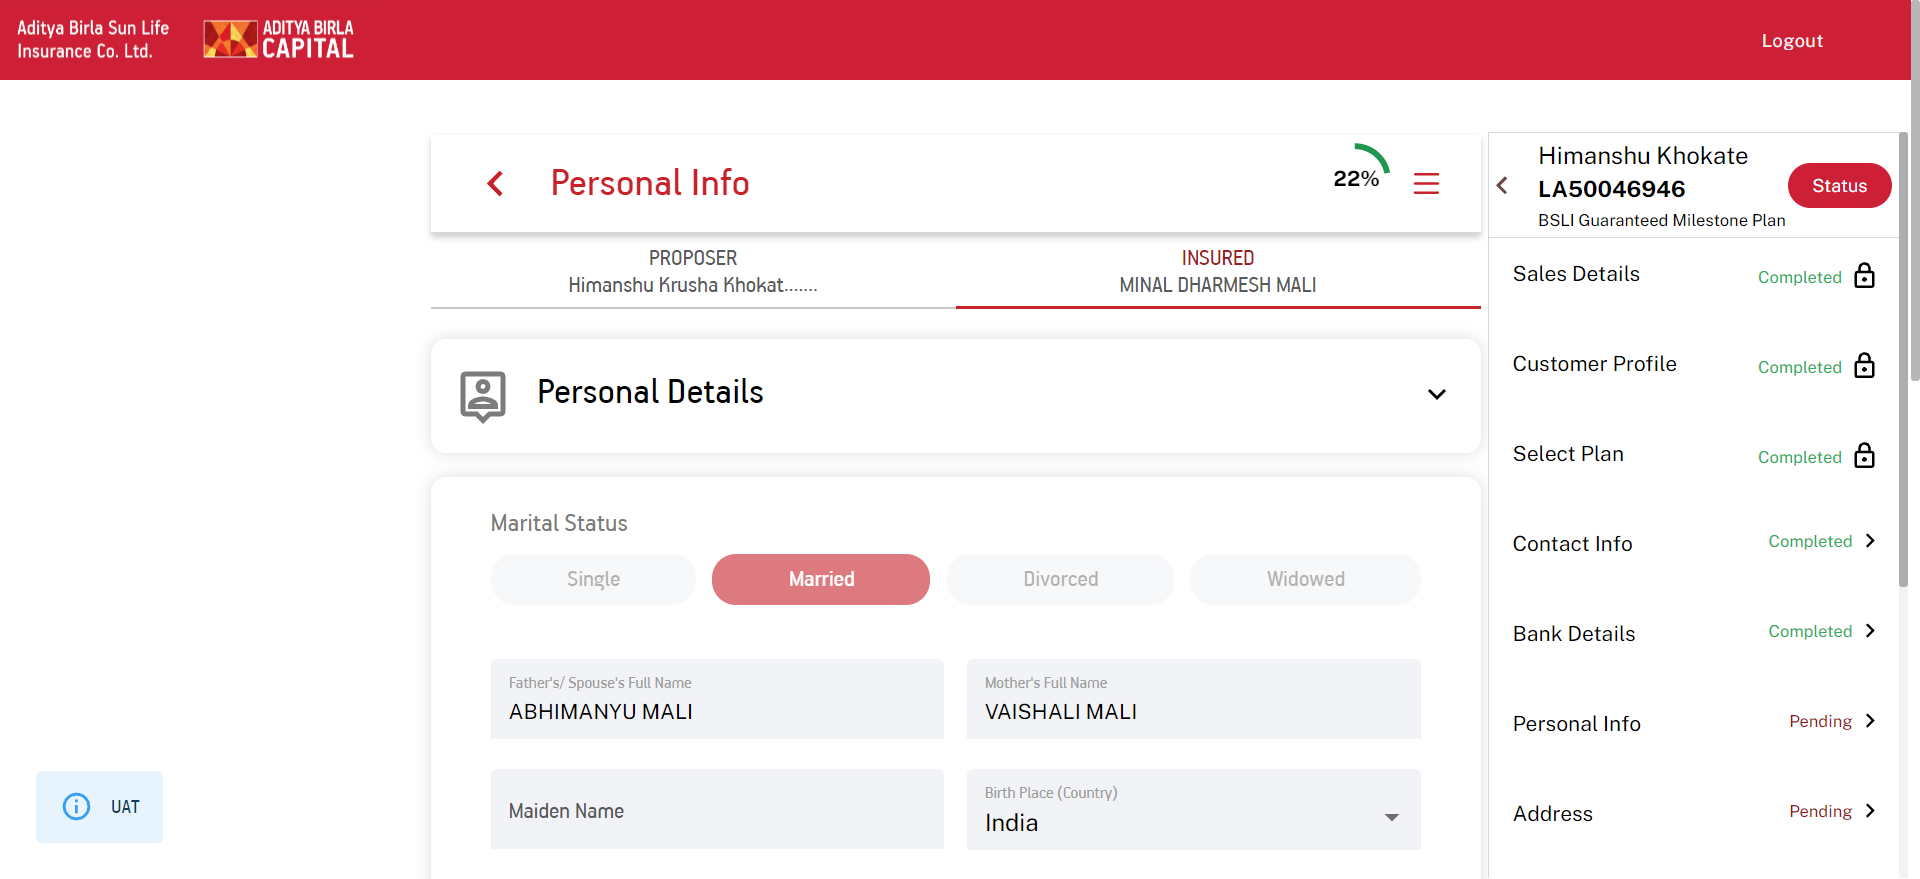 Aditya Birla Sun Life
Insurance Co. Ltd.
ADITYA BIRLA
CAPITAL
Logout
Personal Info
22%
PROPOSER
Himanshu Krusha Khokat.......
INSURED
MINAL DHARMESH MALI
Personal Details
Marital Status
Single
Married
Divorced
Widowed
Father's/ Spouse's Full Name
ABHIMANYU MALI
Mother's Full Name
VAISHALI MALI
Maiden Name
Birth Place (Country)
India
UAT
Himanshu Khokate
LA50046946
BSLI Guaranteed Milestone Plan
Status
Sales Details
Completed
Customer Profile
Completed
Select Plan
Completed
Contact Info
Completed
Bank Details
Completed
Personal Info
Pending
Address
Pending